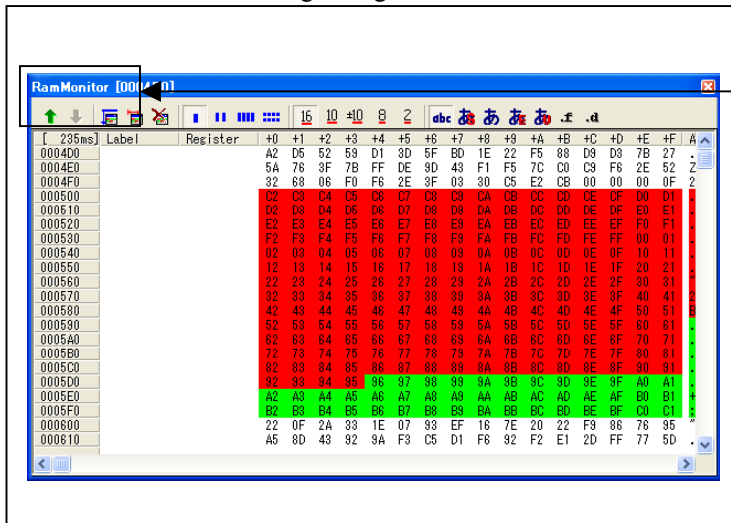 RamMonitor [0004D0]
16 10 ±10 8 2 abc あ あ あ あ .f .d
[ 235ms] Label Register +0 +1 +2 +3 +4 +5 +6 +7 +8 +9 +A +B +C +D +E +F A
0004D0 A2 D5 52 59 D1 3D 5F BD 1E 22 F5 88 D9 D3 7B 27 .
0004E0 5A 76 3F 7B FF DE 9D 43 F1 F5 7C C0 C9 F6 2E 52 Z
0004F0 32 68 06 F0 F6 2E 3F 03 30 C5 E2 CB 00 00 00 0F 2
000500 C2 C3 C4 C5 C6 C7 C8 C9 CA CB CC CD CE CF D0 D1 .
000510 D2 D3 D4 D5 D6 D7 D8 D9 DA DB DC DD DE DF E0 E1 .
000520 E2 E3 E4 E5 E6 E7 E8 E9 EA EB EC ED EE EF F0 F1 .
000530 F2 F3 F4 F5 F6 F7 F8 F9 FA FB FC FD FE FF 00 01 .
000540 02 03 04 05 06 07 08 09 0A 0B 0C 0D 0E 0F 10 11 .
000550 12 13 14 15 16 17 18 19 1A 1B 1C 1D 1E 1F 20 21 .
000560 22 23 24 25 26 27 28 29 2A 2B 2C 2D 2E 2F 30 31 "
000570 32 33 34 35 36 37 38 39 3A 3B 3C 3D 3E 3F 40 41 2
000580 42 43 44 45 46 47 48 49 4A 4B 4C 4D 4E 4F 50 51 B
000590 52 53 54 55 56 57 58 59 5A 5B 5C 5D 5E 5F 60 61 .
0005A0 62 63 64 65 66 67 68 69 6A 6B 6C 6D 6E 6F 70 71 .
0005B0 72 73 74 75 76 77 78 79 7A 7B 7C 7D 7E 7F 80 81 .
0005C0 82 83 84 85 86 87 88 89 8A 8B 8C 8D 8E 8F 90 91 .
0005D0 92 93 94 95 96 97 98 99 9A 9B 9C 9D 9E 9F A0 A1 .
0005E0 A2 A3 A4 A5 A6 A7 A8 A9 AA AB AC AD AE AF B0 B1 +
0005F0 B2 B3 B4 B5 B6 B7 B8 B9 BA BB BC BD BE BF C0 C1 ;
000600 22 0F 2A 33 1E 07 93 EF 16 7E 20 22 F9 86 76 95 "
000610 A5 8D 43 92 9A F3 C5 D1 F6 92 F2 E1 2D FF 77 5D .